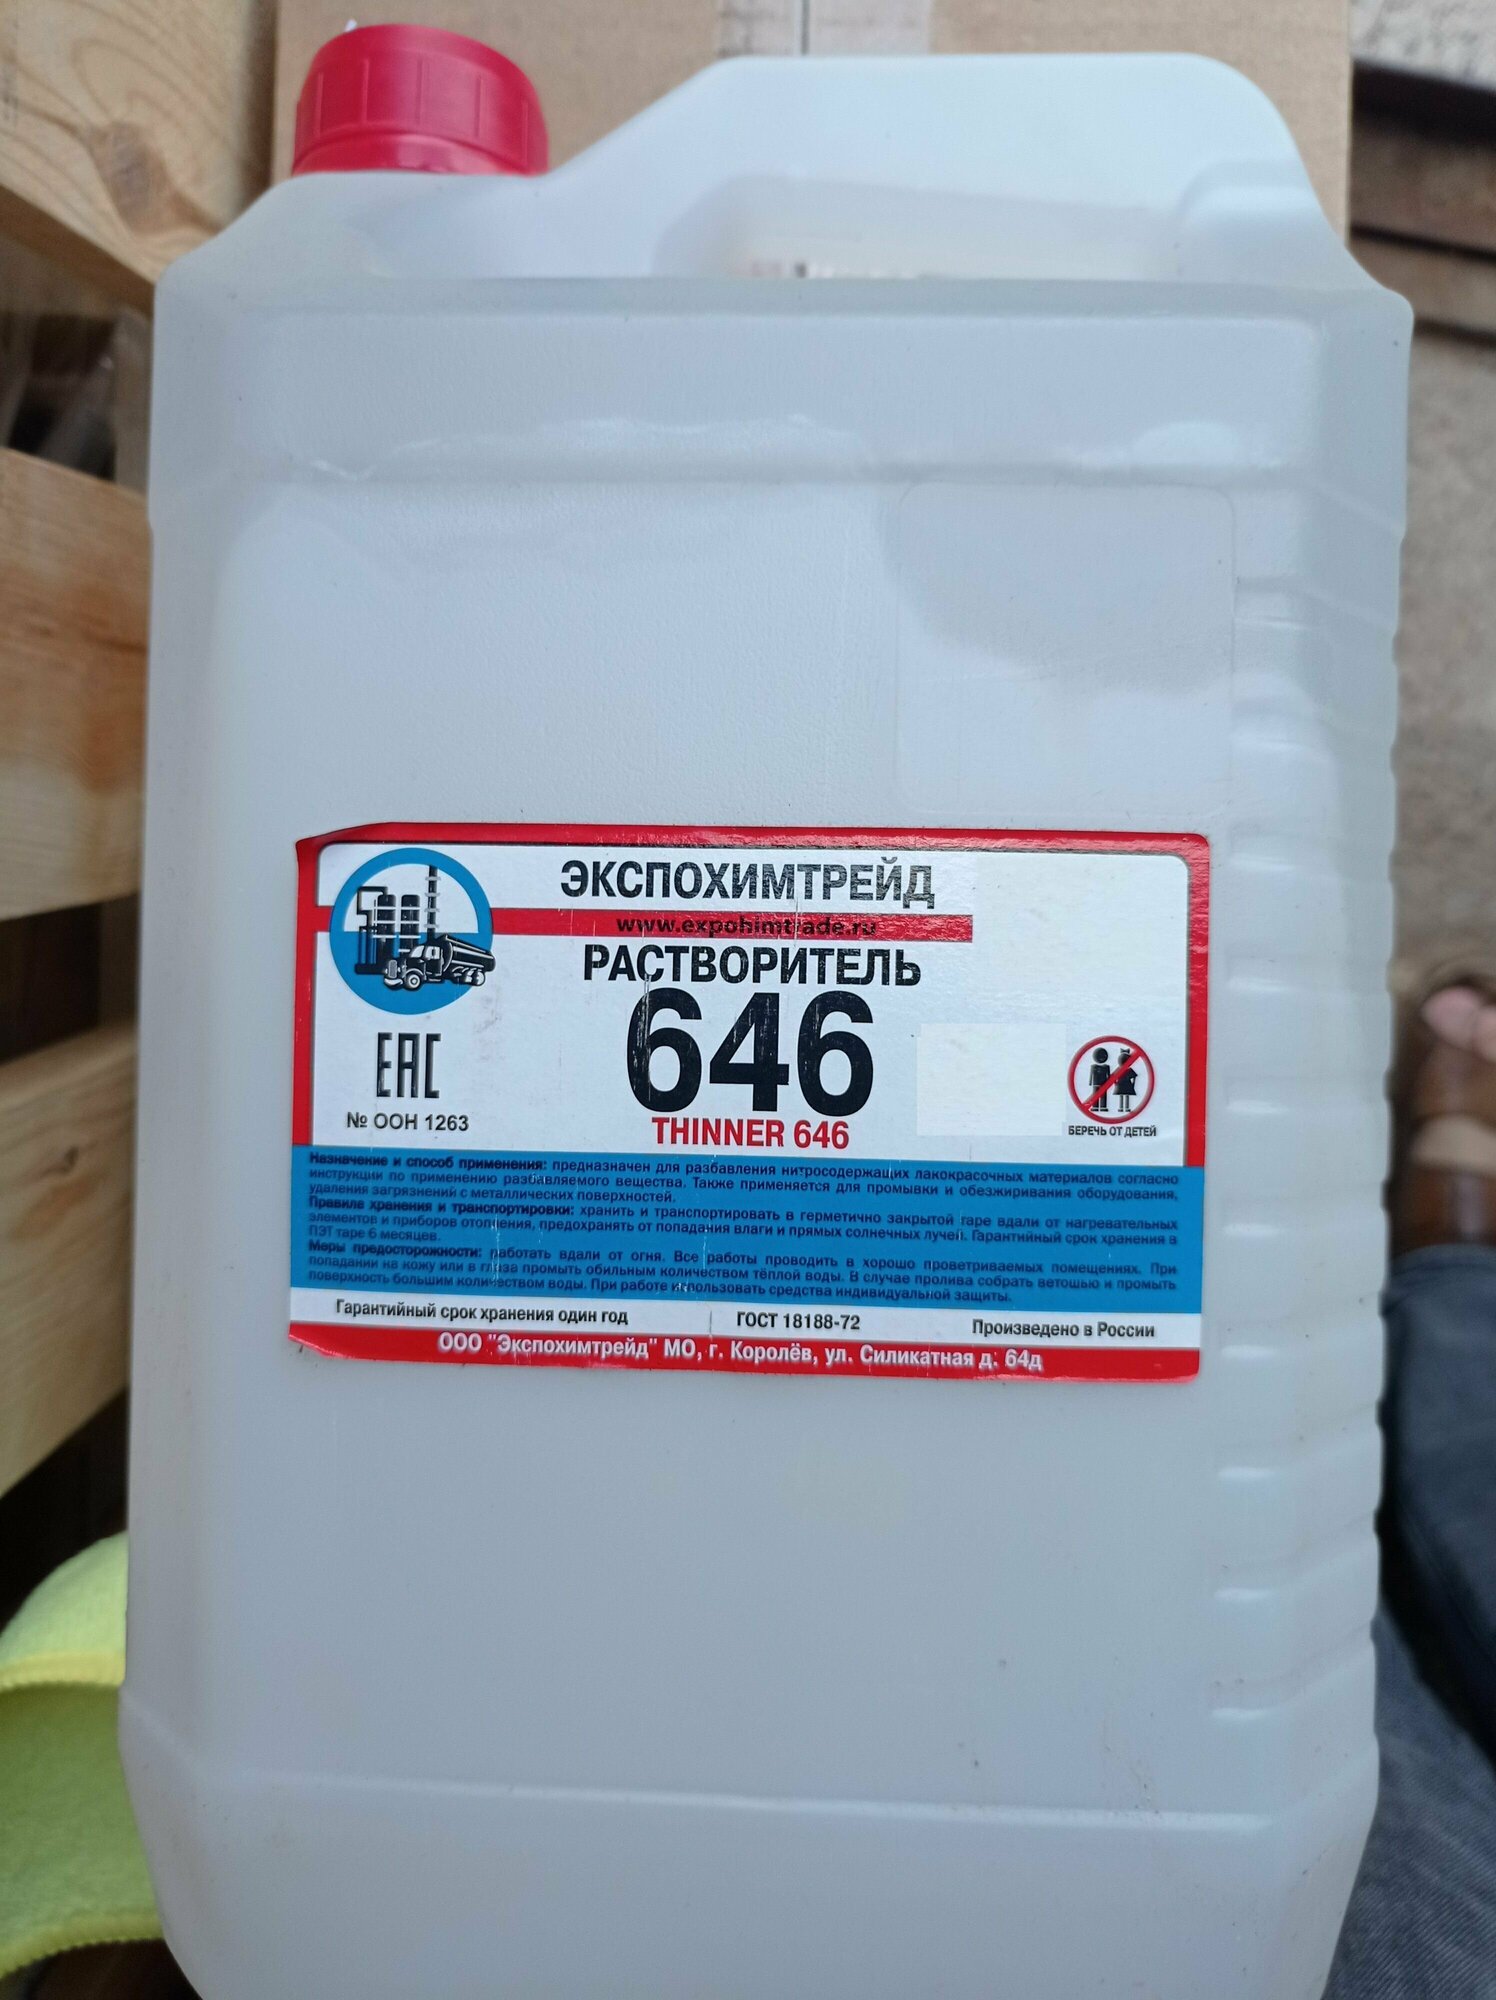 ЭКСПОХИМТРЕЙД
www.expohimtrade.ru
РАСТВОРИТЕЛЬ
646
THINNER 646
ЕАС
№ ООН 1263
БЕРЕЧЬ ОТ ДЕТЕЙ
Назначение и способ применения: предназначен для разбавления нитросодержащих лакокрасочных материалов согласно
инструкции по применению разбавляемого вещества. Также применяется для промывки и обезжиривания оборудования,
удаления загрязнений с металлических поверхностей.
Правила хранения и транспортировки: хранить и транспортировать в герметично закрытой таре вдали от нагревательных
элементов и приборов отопления, предохранять от попадания влаги и прямых солнечных лучей. Гарантийный срок хранения в
ПЭТ таре 6 месяцев.
Меры предосторожности: работать вдали от огня. Все работы проводить в хорошо проветриваемых помещениях. При
попадании на кожу или в глаза промыть обильным количеством тёплой воды. В случае пролива собрать ветошью и промыть
поверхность большим количеством воды. При работе использовать средства индивидуальной защиты.
Гарантийный срок хранения один год
ГОСТ 18188-72
Произведено в России
ООО "Экспохимтрейд" МО, г. Королёв, ул. Силикатная д. 64д